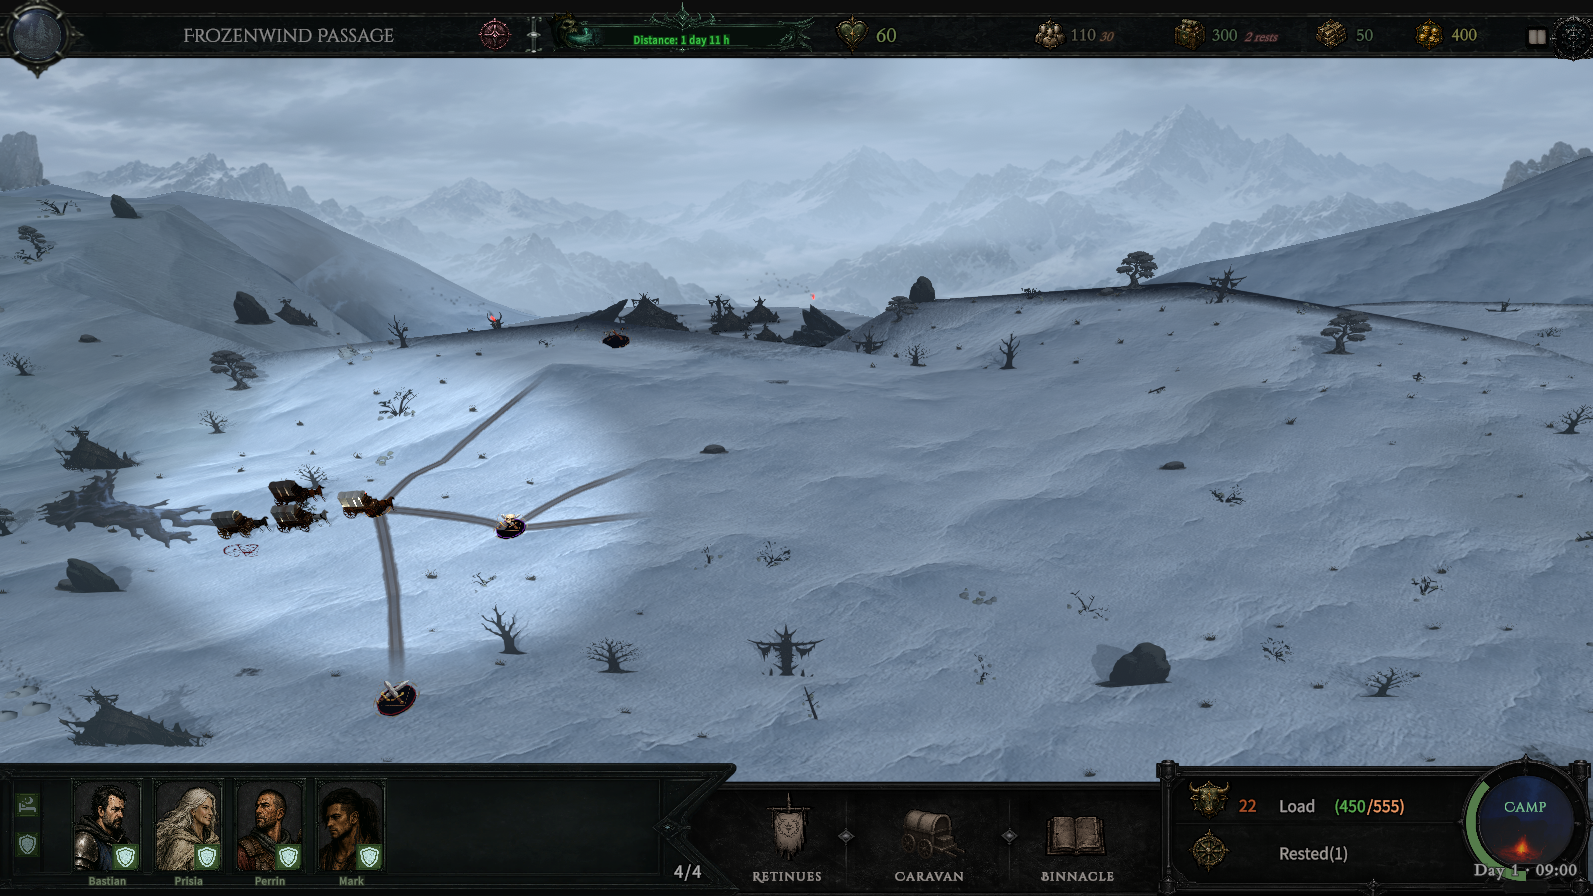 FROZENWIND PASSAGE
Distance: 1 day 11 h
60
110 30
300 2 rests
50
400
Bastian
Prisia
Perrin
Mark
4/4
RETINUES
CARAVAN
BINNACLE
22 Load (450/555)
Rested(1)
CAMP
Day 1 · 09:00